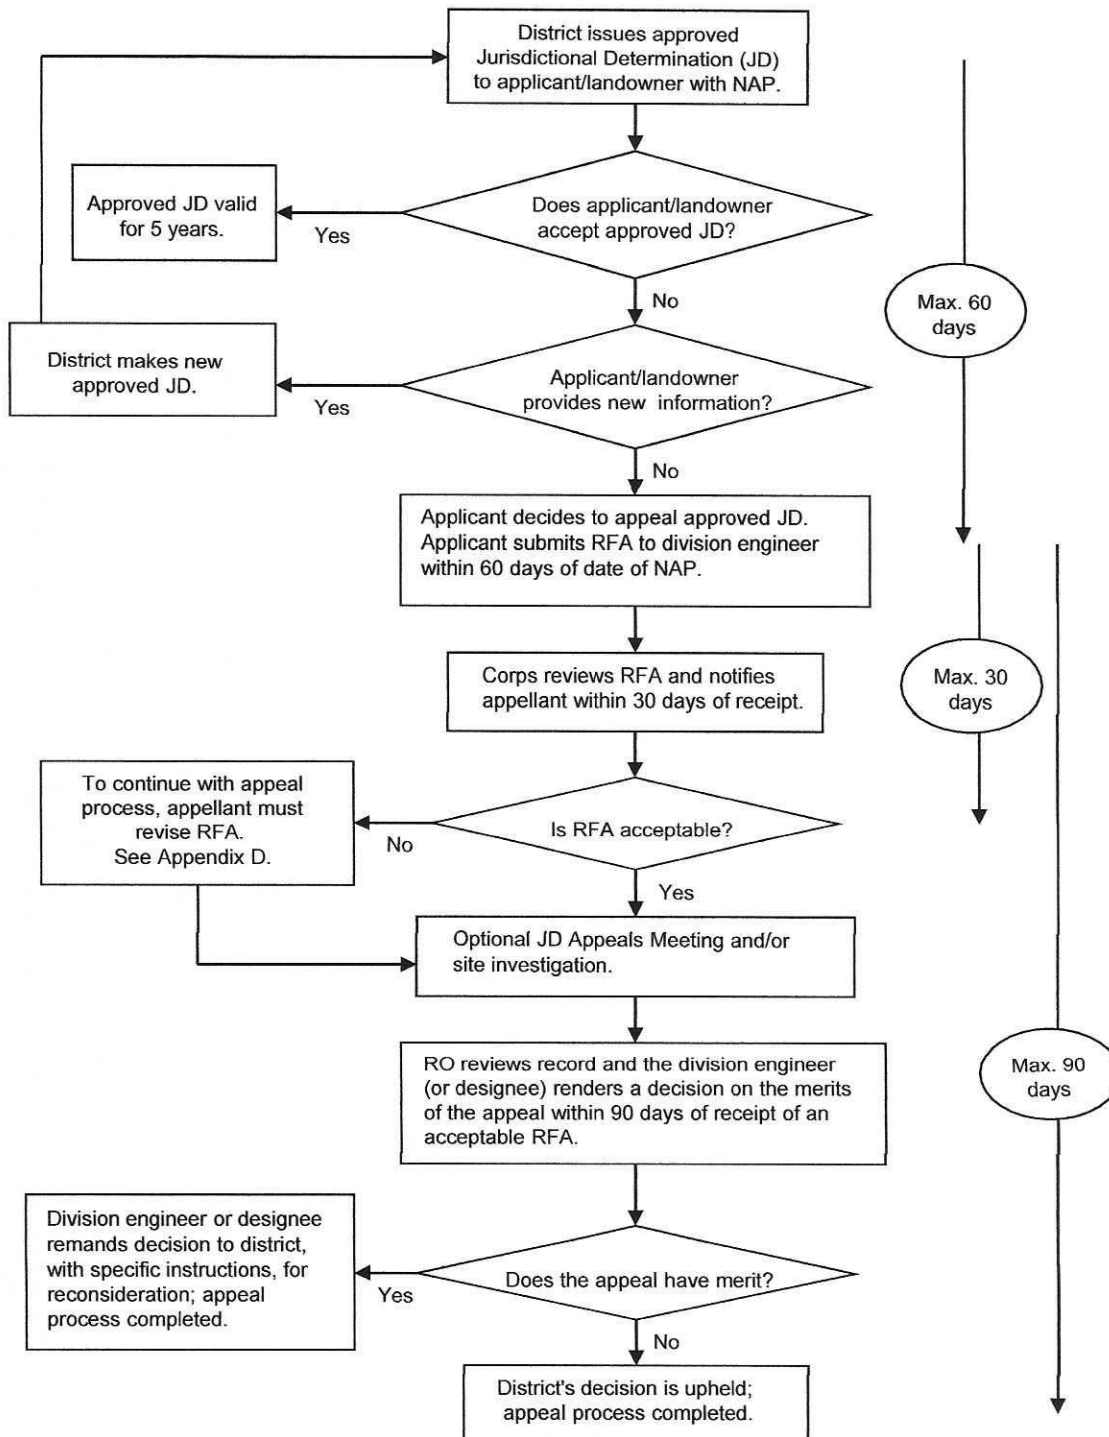 District issues approved
Jurisdictional Determination (JD)
to applicant/landowner with NAP.
Approved JD valid
for 5 years.
Yes
Does applicant/landowner
accept approved JD?
No
Max. 60
days
District makes new
approved JD.
Yes
Applicant/landowner
provides new information?
No
Applicant decides to appeal approved JD.
Applicant submits RFA to division engineer
within 60 days of date of NAP.
Corps reviews RFA and notifies
appellant within 30 days of receipt.
Max. 30
days
To continue with appeal
process, appellant must
revise RFA.
See Appendix D.
No
Is RFA acceptable?
Yes
Optional JD Appeals Meeting and/or
site investigation.
RO reviews record and the division engineer
(or designee) renders a decision on the merits
of the appeal within 90 days of receipt of an
acceptable RFA.
Max. 90
days
Division engineer or designee
remands decision to district,
with specific instructions, for
reconsideration; appeal
process completed.
Yes
Does the appeal have merit?
No
District's decision is upheld;
appeal process completed.